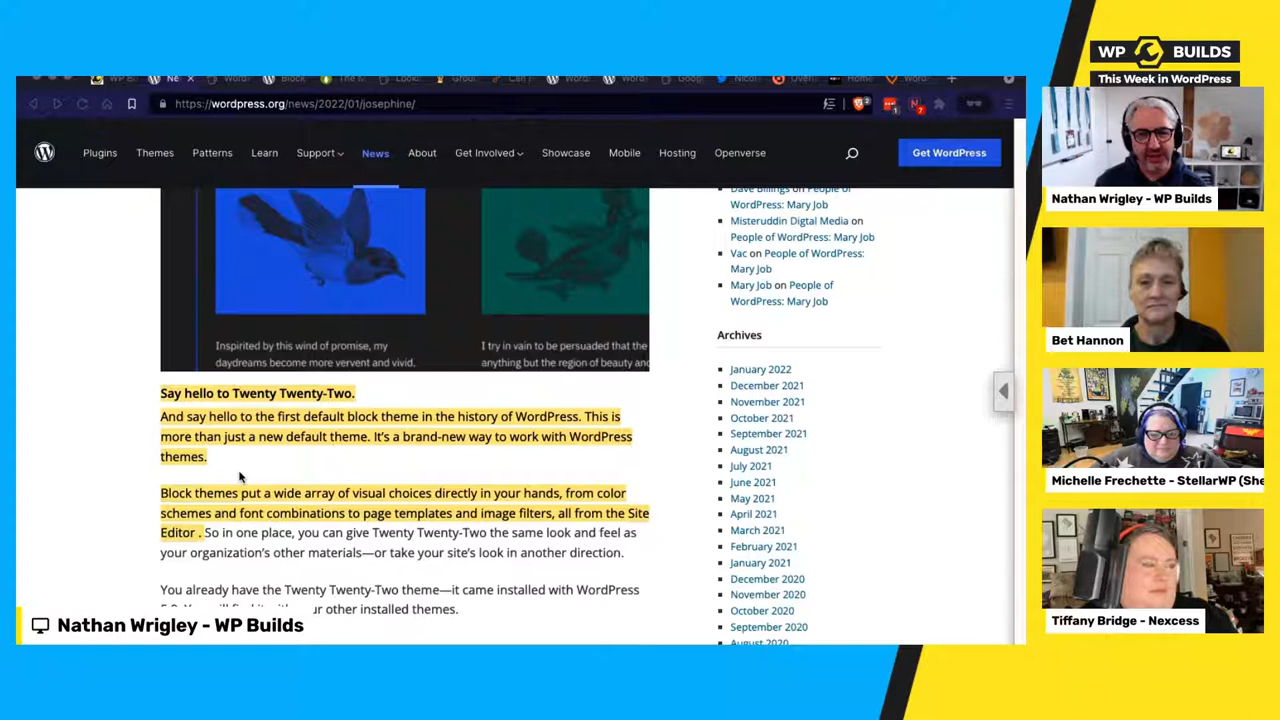 WP BUILDS
This Week in WordPress
https://wordpress.org/news/2022/01/josephine/
Plugins Themes Patterns Learn Support News About Get Involved Showcase Mobile Hosting Openverse Get WordPress
Inspirited by this wind of promise, my
daydreams become more vervent and vivid.
I try in vain to be persuaded that the
anything but the region of beauty and
Say hello to Twenty Twenty-Two.
And say hello to the first default block theme in the history of WordPress. This is
more than just a new default theme. It's a brand-new way to work with WordPress
themes.
Block themes put a wide array of visual choices directly in your hands, from color
schemes and font combinations to page templates and image filters, all from the Site
Editor . So in one place, you can give Twenty Twenty-Two the same look and feel as
your organization's other materials—or take your site's look in another direction.
You already have the Twenty Twenty-Two theme—it came installed with WordPress
ur other installed themes.
Dave Billings on People of
WordPress: Mary Job
Misteruddin Digtal Media on
People of WordPress: Mary Job
Vac on People of WordPress:
Mary Job
Mary Job on People of
WordPress: Mary Job
Archives
January 2022
December 2021
November 2021
October 2021
September 2021
August 2021
July 2021
June 2021
May 2021
April 2021
March 2021
February 2021
January 2021
December 2020
November 2020
October 2020
September 2020
August 2020
Nathan Wrigley - WP Builds
Nathan Wrigley - WP Builds
Bet Hannon
Michelle Frechette - StellarWP (She
Tiffany Bridge - Nexcess